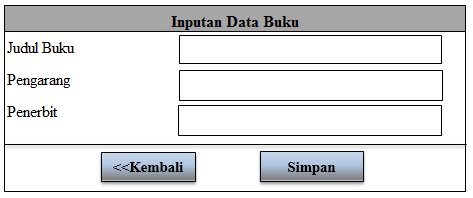 Inputan Data Buku
Judul Buku
Pengarang
Penerbit
<<Kembali
Simpan